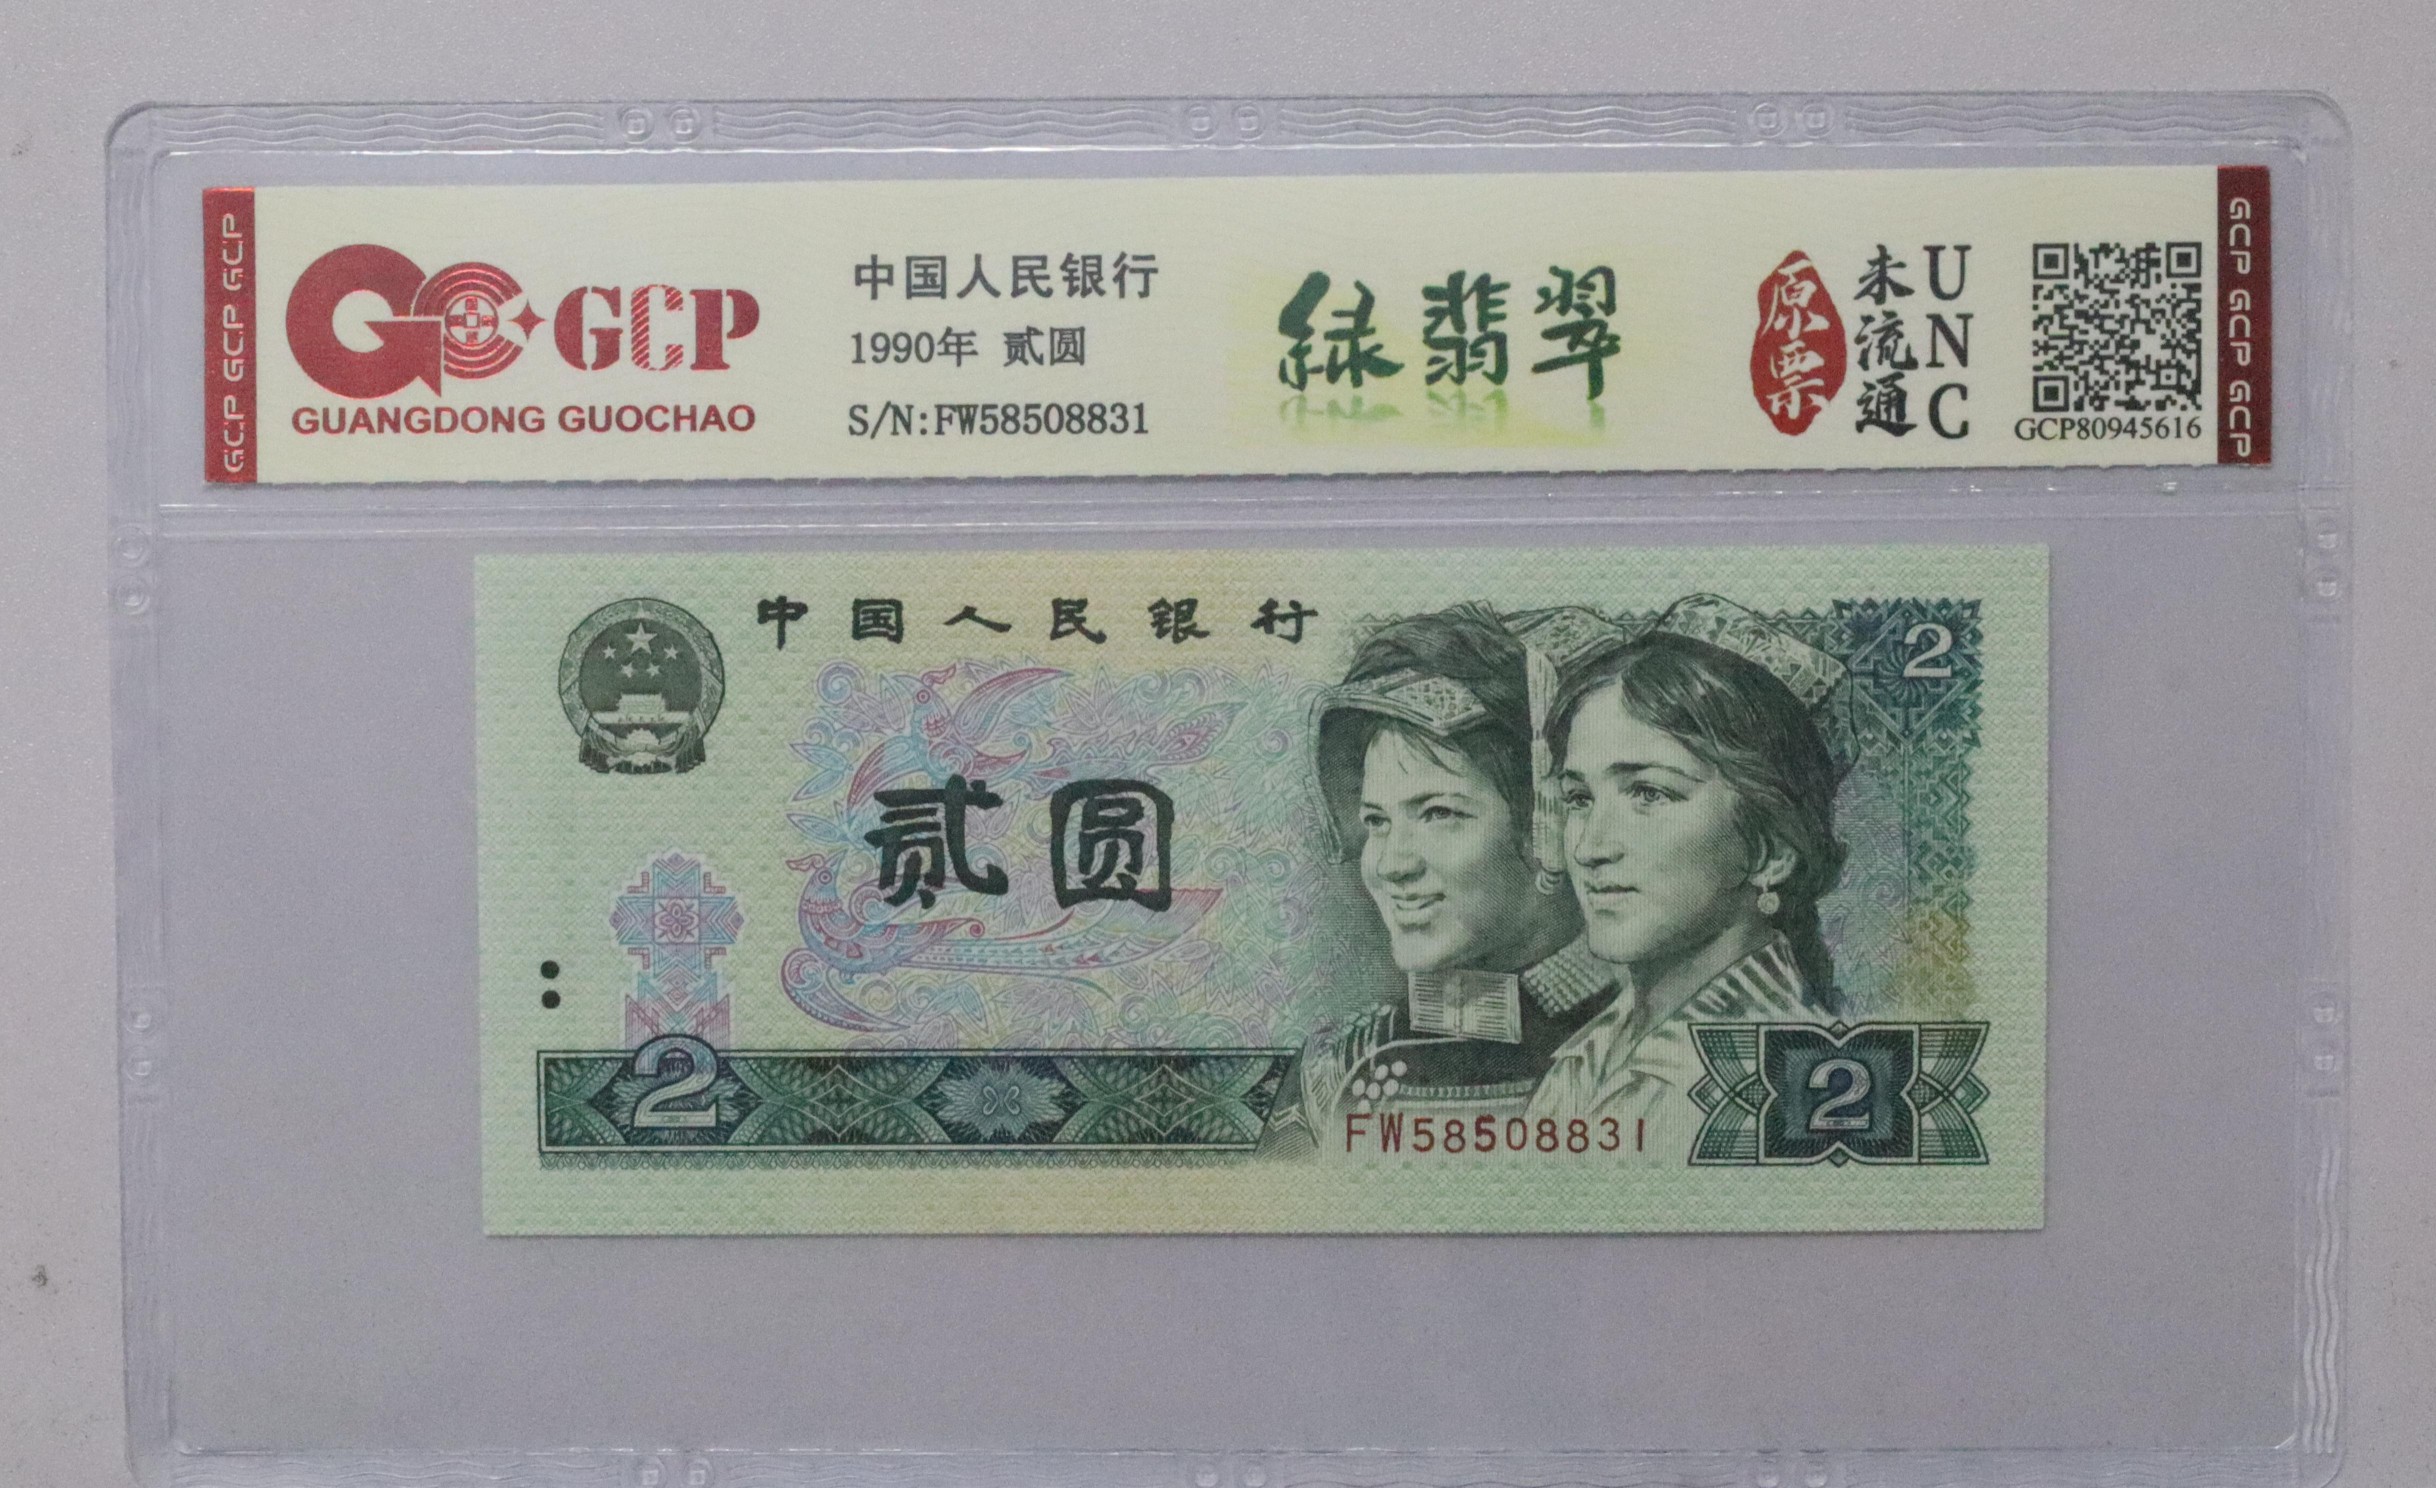 GCP GCP GCP
GCP
GUANGDONG GUOCHAO
中国人民银行
1990年 贰圆
S/N:FW58508831
绿翡翠
原票
未流通
UNC
GCP80945616
GCP GCP GCP
中国人民银行
2
贰圆
2
FW58508831
2